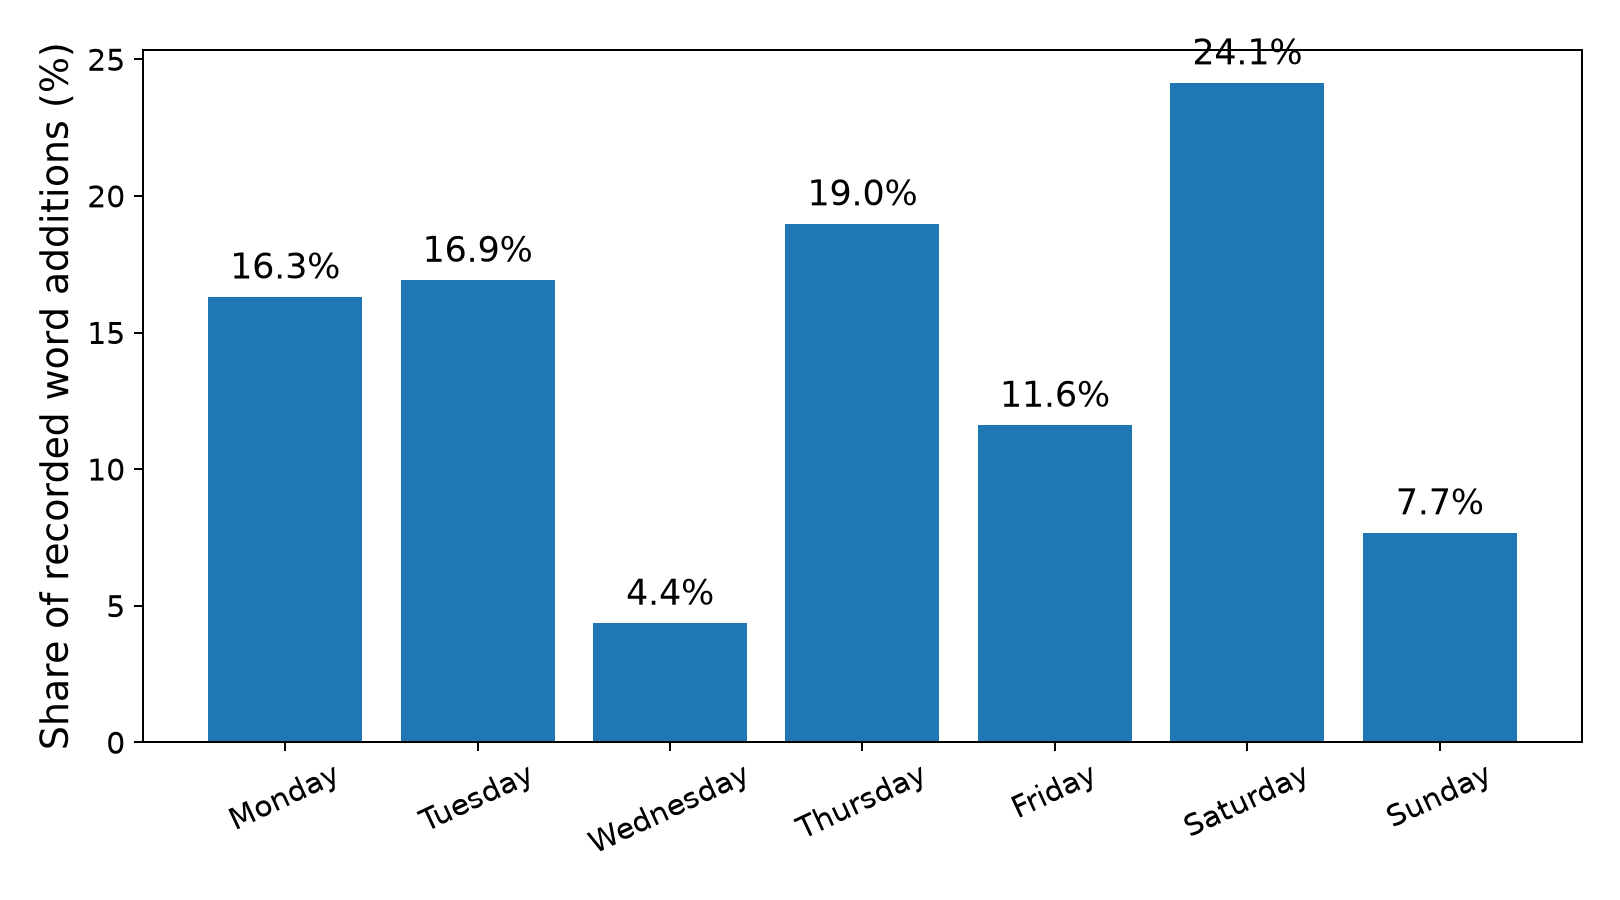 Share of recorded word additions (%)
25
20
15
10
5
0
16.3%
16.9%
4.4%
19.0%
11.6%
24.1%
7.7%
Monday
Tuesday
Wednesday
Thursday
Friday
Saturday
Sunday